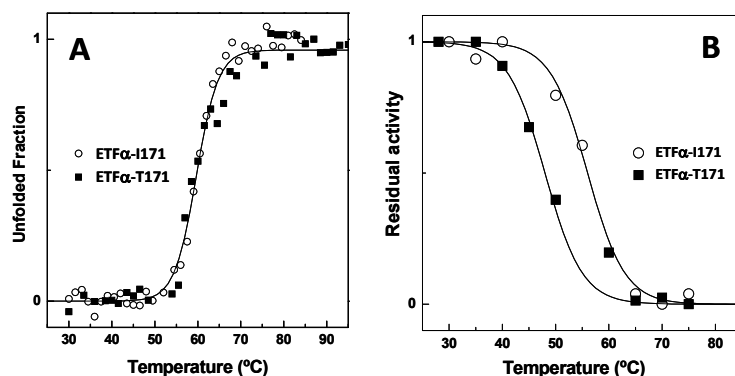 A
1
0
Unfolded Fraction
ETFα-I171
ETFα-T171
30 40 50 60 70 80 90
Temperature (ºC)
B
1
0
Residual activity
ETFα-I171
ETFα-T171
30 40 50 60 70 80
Temperature (ºC)